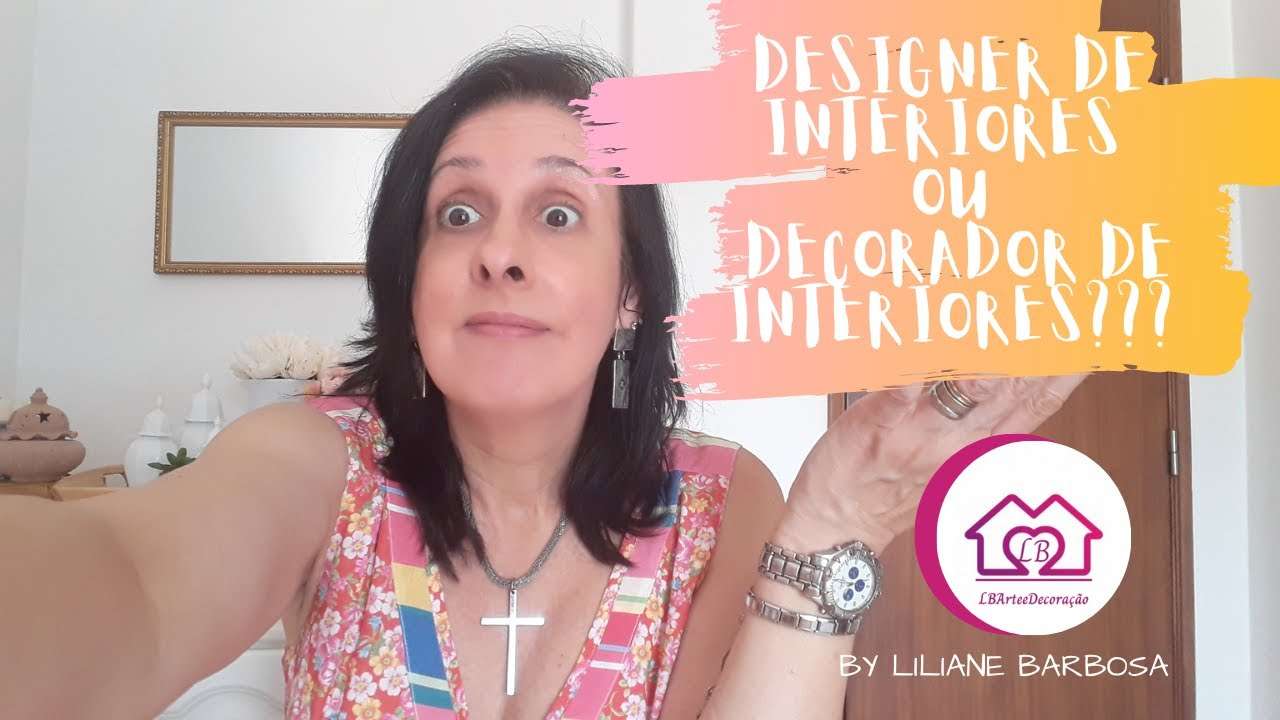 DESIGNER DE
INTERIORES
OU
DECORADOR DE
INTERIORES???
LB
LBArteeDecoração
BY LILIANE BARBOSA